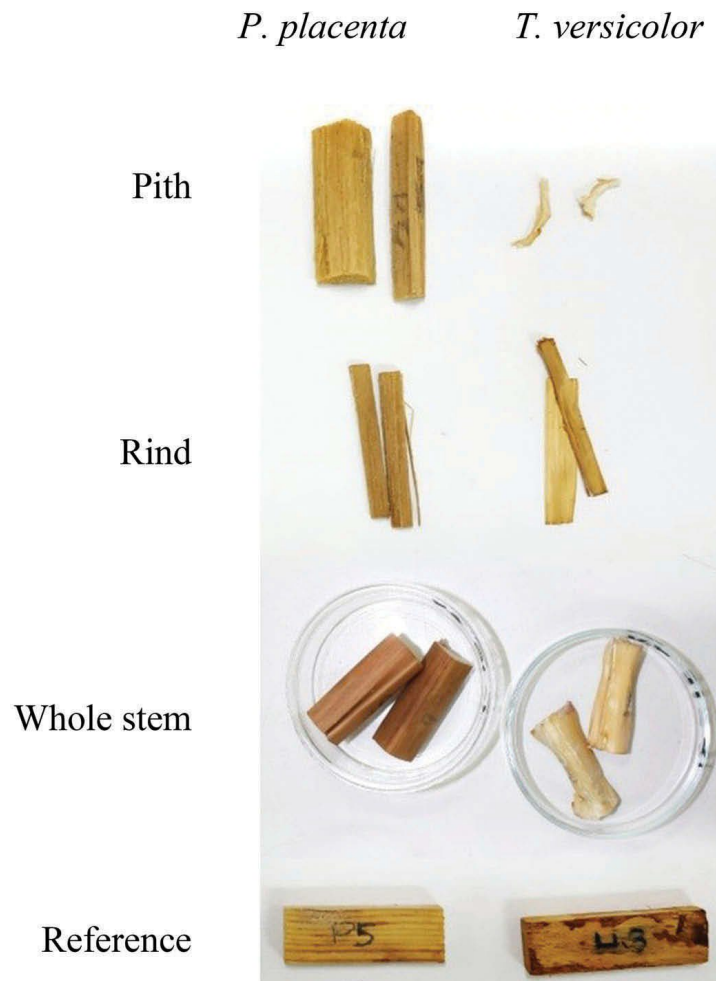 P. placenta T. versicolor
Pith
Rind
Whole stem
Reference
P5